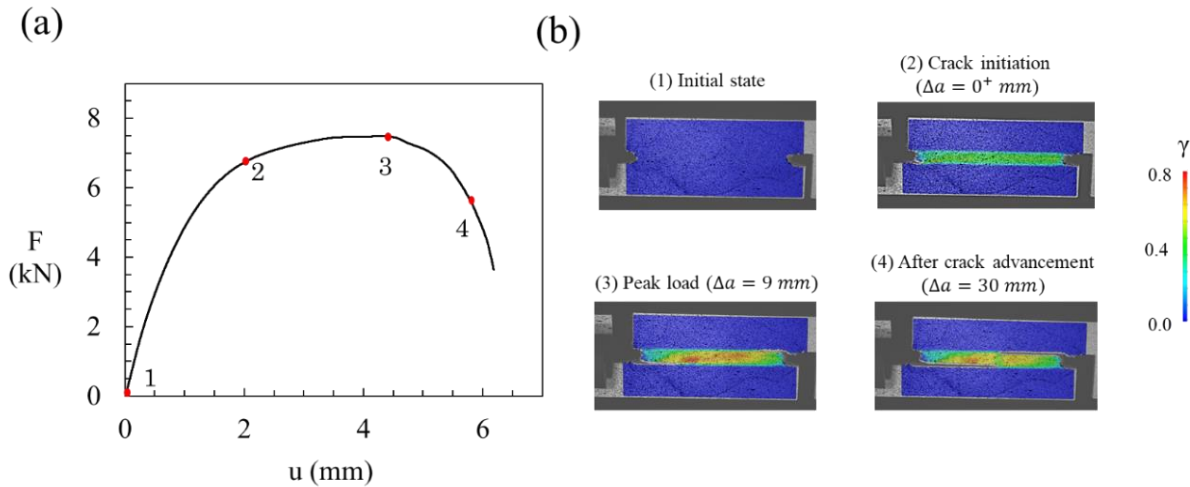 (a)
8
6
4
2
0
F
(kN)
1
2
3
4
0
2
4
6
u (mm)
(b)
(1) Initial state
(2) Crack initiation
(Δa = 0⁺ mm)
(3) Peak load (Δa = 9 mm)
(4) After crack advancement
(Δa = 30 mm)
γ
0.8
0.4
0.0